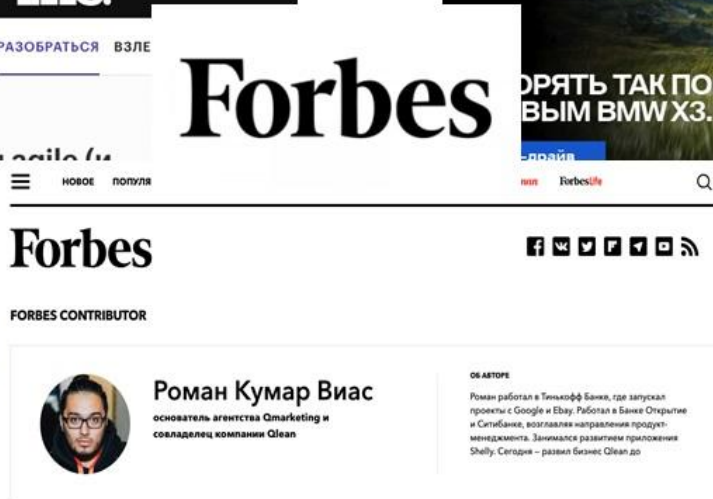 РАЗОБРАТЬСЯ ВЗЛЕ
Forbes
ОРЯТЬ ТАК ПО
ВЫМ BMW X3.
-драйв
agile (и
НОВОЕ ПОПУЛЯ
ForbesLife
Forbes
FORBES CONTRIBUTOR
Роман Кумар Виас
основатель агентства Qmarketing и
совладелец компании Qlean
ОБ АВТОРЕ
Роман работал в Тинькофф Банке, где запускал
проекты с Google и Ebay. Работал в Банке Открытие
и Ситибанке, возглавляя направления продукт-
менеджмента. Занимался развитием приложения
Shelly. Сегодня – развил бизнес Qlean до